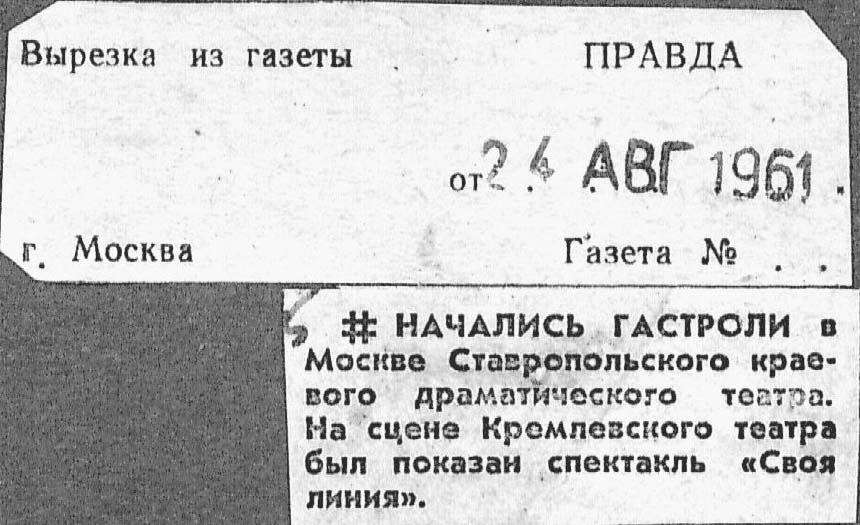 Вырезка из газеты ПРАВДА
от 24 АВГ 1961 .
г. Москва Газета № . .
# НАЧАЛИСЬ ГАСТРОЛИ в
Москве Ставропольского крае-
вого драматического театра.
На сцене Кремлевского театра
был показан спектакль «Своя
линия».